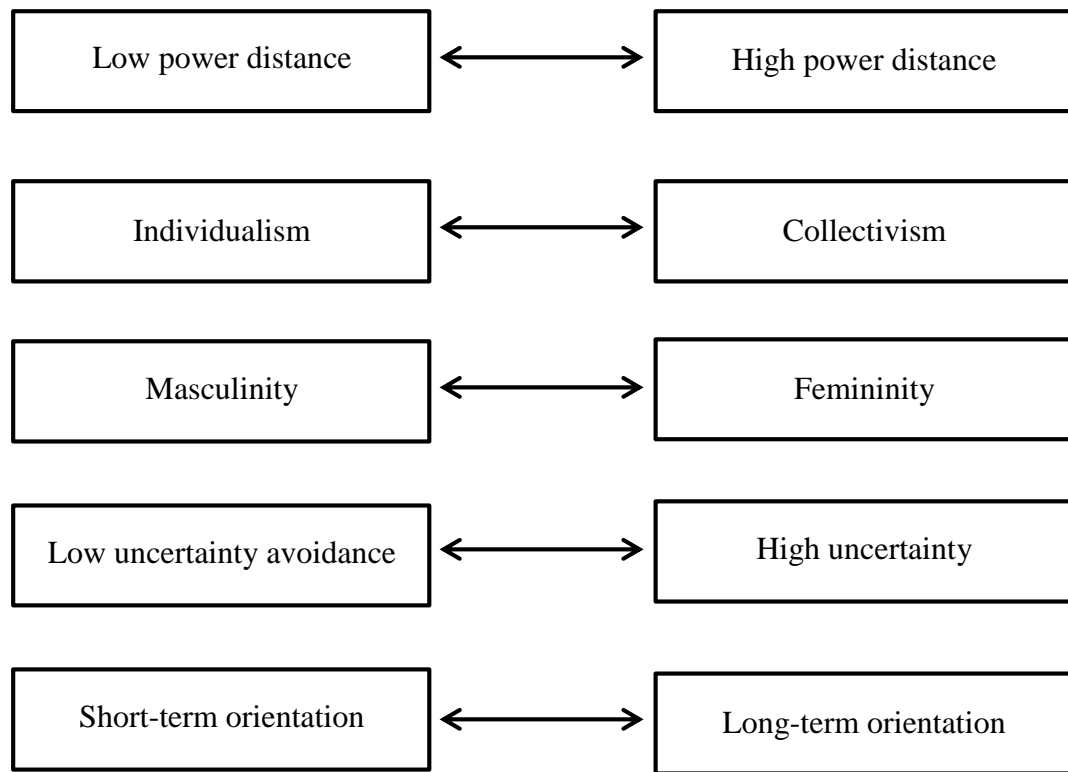 Low power distance
High power distance
Individualism
Collectivism
Masculinity
Femininity
Low uncertainty avoidance
High uncertainty
Short-term orientation
Long-term orientation